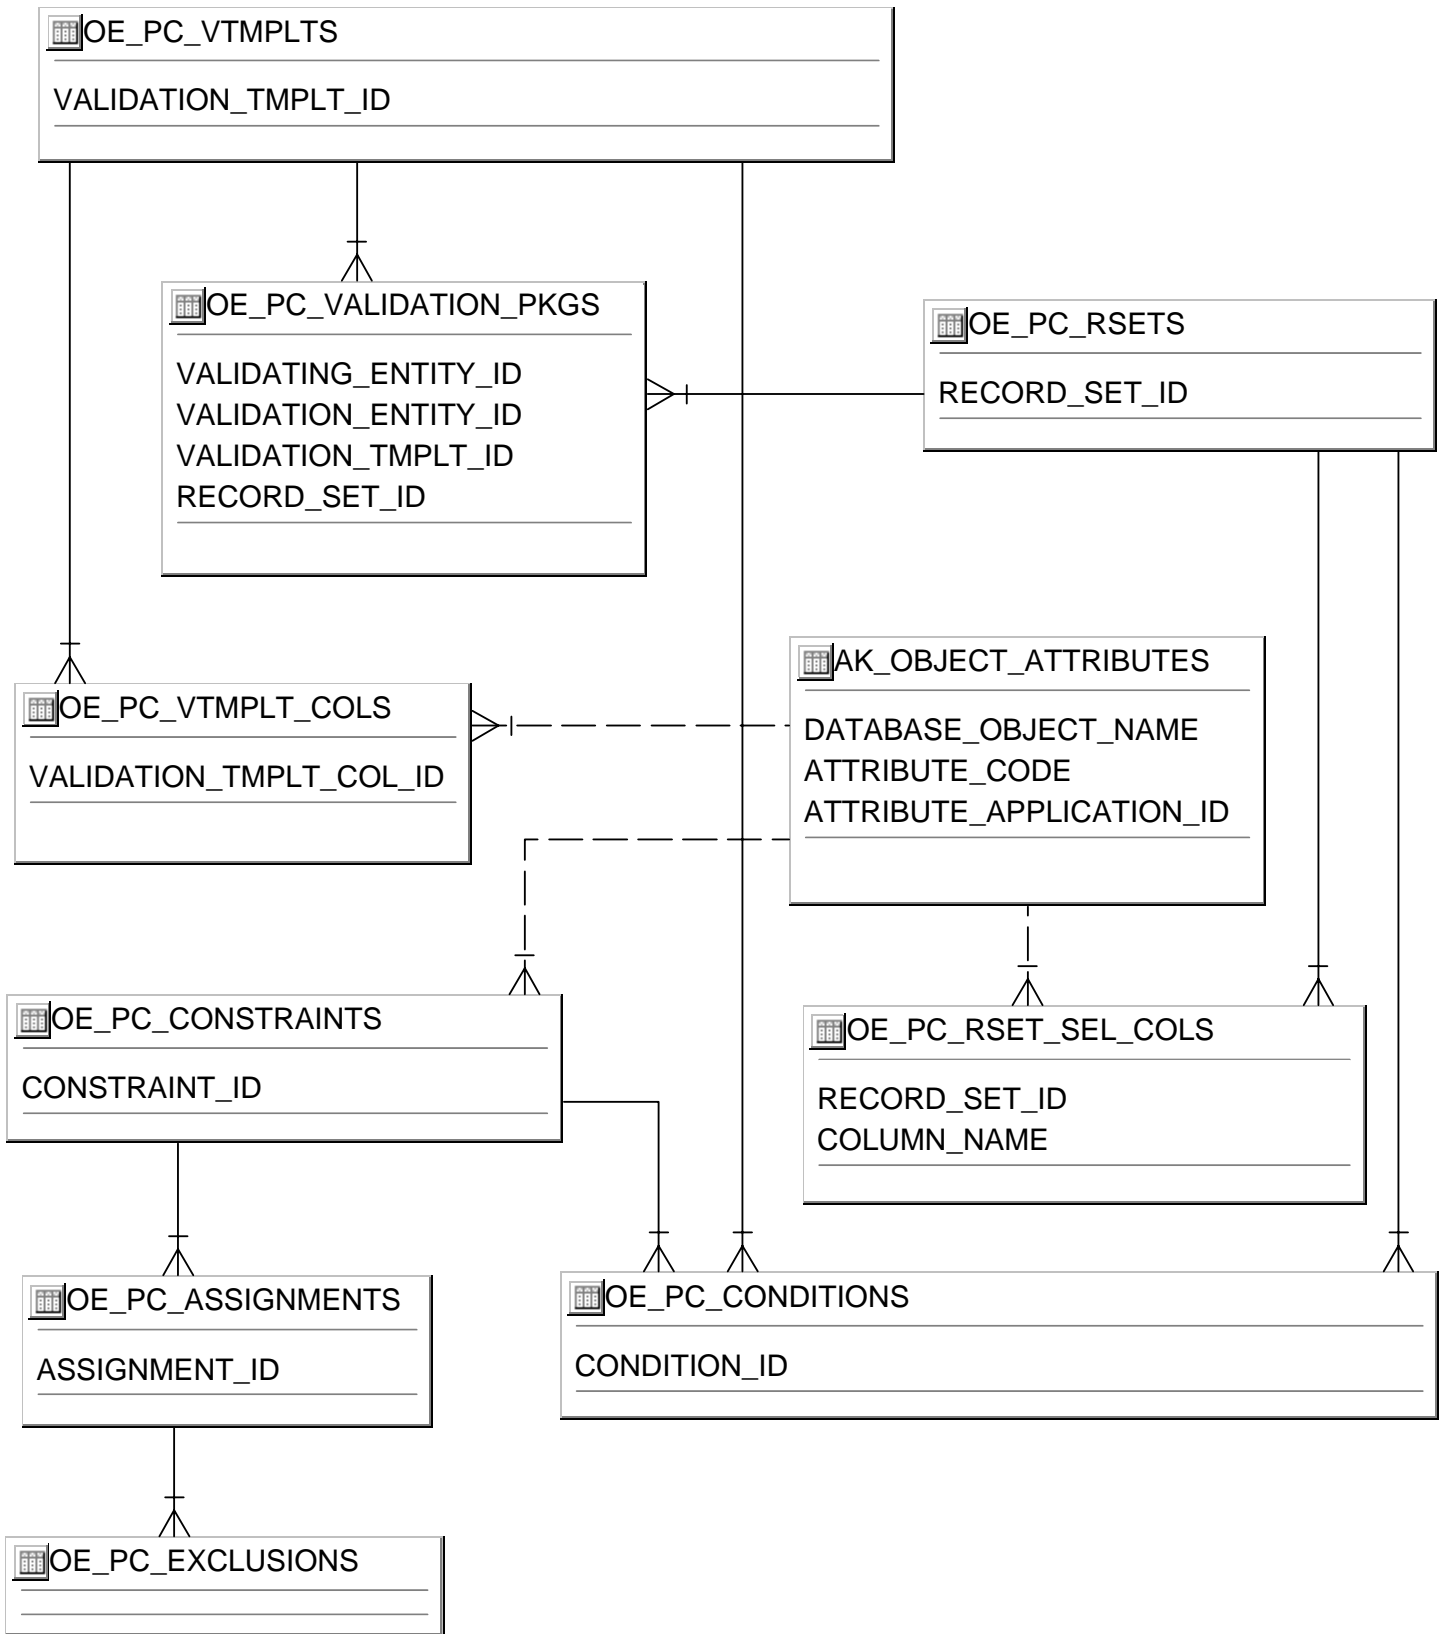 OE_PC_VTMPLTS
VALIDATION_TMPLT_ID
OE_PC_VALIDATION_PKGS
VALIDATING_ENTITY_ID
VALIDATION_ENTITY_ID
VALIDATION_TMPLT_ID
RECORD_SET_ID
OE_PC_RSETS
RECORD_SET_ID
AK_OBJECT_ATTRIBUTES
DATABASE_OBJECT_NAME
ATTRIBUTE_CODE
ATTRIBUTE_APPLICATION_ID
OE_PC_VTMPLT_COLS
VALIDATION_TMPLT_COL_ID
OE_PC_CONSTRAINTS
CONSTRAINT_ID
OE_PC_RSET_SEL_COLS
RECORD_SET_ID
COLUMN_NAME
OE_PC_ASSIGNMENTS
ASSIGNMENT_ID
OE_PC_CONDITIONS
CONDITION_ID
OE_PC_EXCLUSIONS